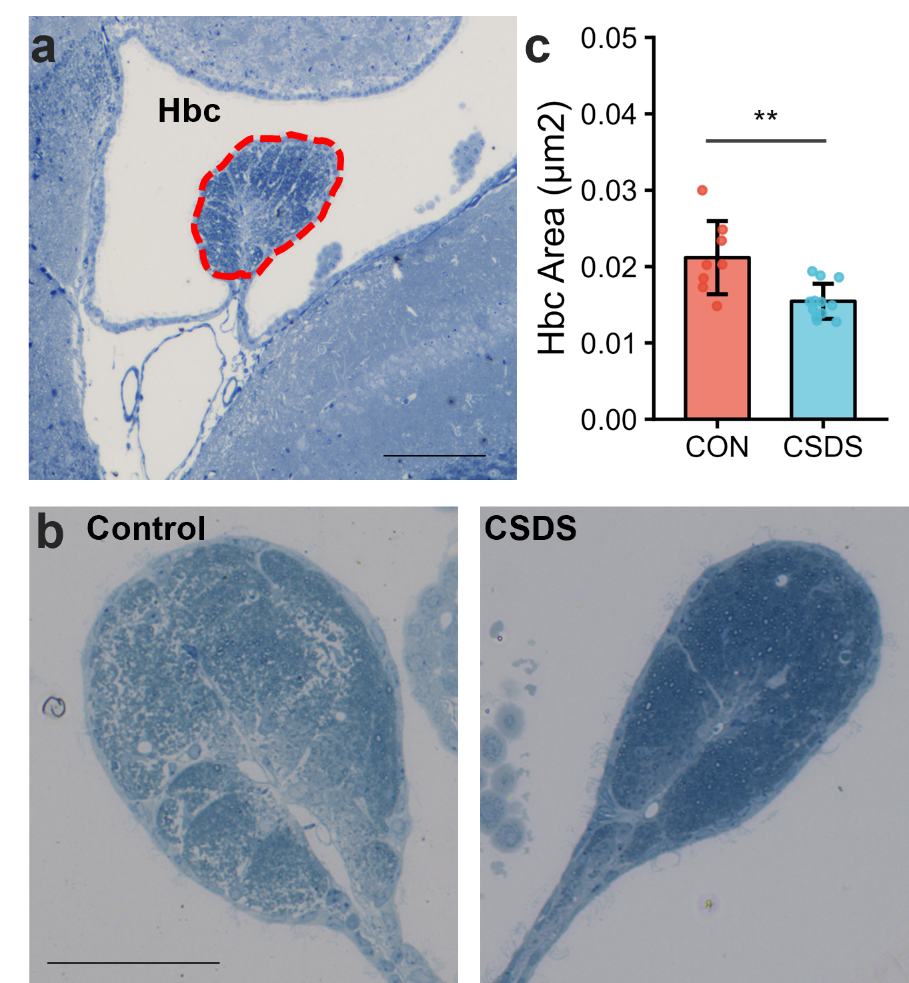 a
Hbc
c
Hbc Area (μm2)
0.05
0.04
0.03
0.02
0.01
0.00
**
CON
CSDS
b
Control
CSDS